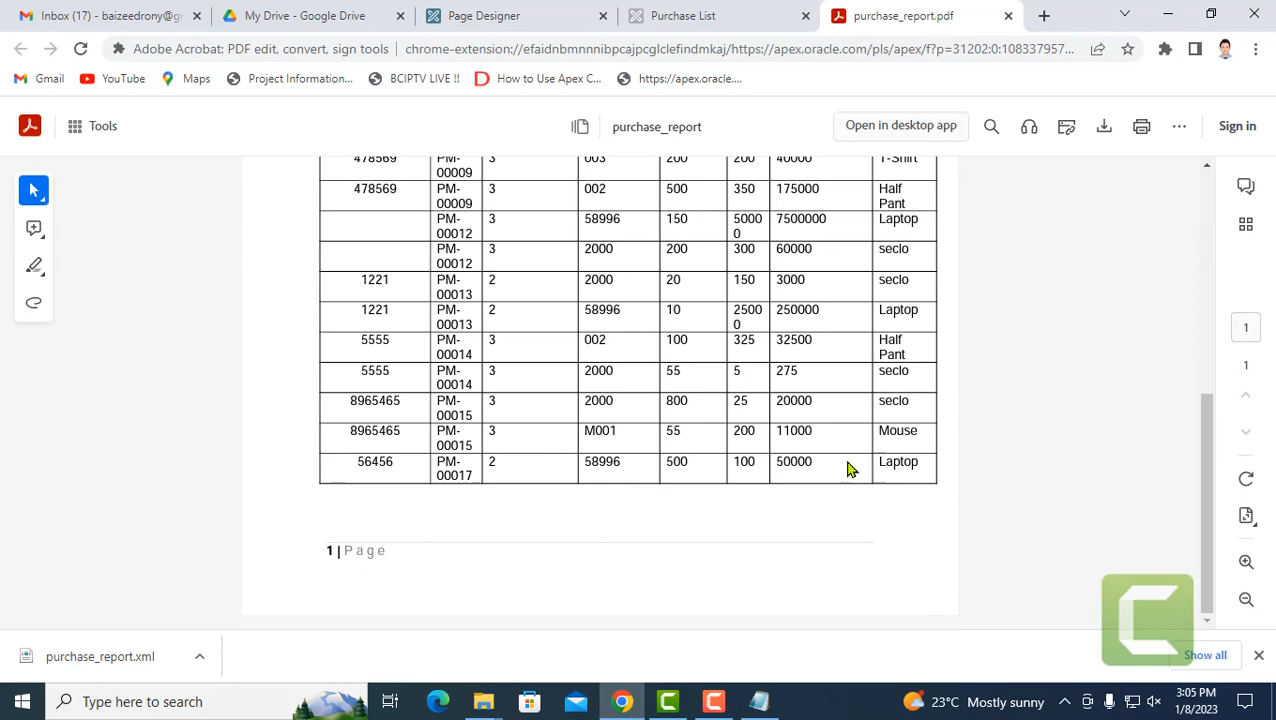 Inbox (17) - baizedrony@g
My Drive - Google Drive
Page Designer
Purchase List
purchase_report.pdf
Adobe Acrobat: PDF edit, convert, sign tools
chrome-extension://efaidnbmnnnibpcajpcglclefindmkaj/https://apex.oracle.com/pls/apex/f?p=31202:0:108337957...
Gmail
YouTube
Maps
Project Information...
BCIPTV LIVE !!
How to Use Apex C...
https://apex.oracle....
Tools
purchase_report
Open in desktop app
Sign in
478569 PM-00009 3 003 200 200 40000 T-Shirt
478569 PM-00009 3 002 500 350 175000 Half Pant
PM-00012 3 58996 150 50000 7500000 Laptop
PM-00012 3 2000 200 300 60000 seclo
1221 PM-00013 2 2000 20 150 3000 seclo
1221 PM-00013 2 58996 10 25000 250000 Laptop
5555 PM-00014 3 002 100 325 32500 Half Pant
5555 PM-00014 3 2000 55 5 275 seclo
8965465 PM-00015 3 2000 800 25 20000 seclo
8965465 PM-00015 3 M001 55 200 11000 Mouse
56456 PM-00017 2 58996 500 100 50000 Laptop
1 | Page
1
1
purchase_report.xml
Show all
Type here to search
23°C Mostly sunny
3:05 PM
1/8/2023